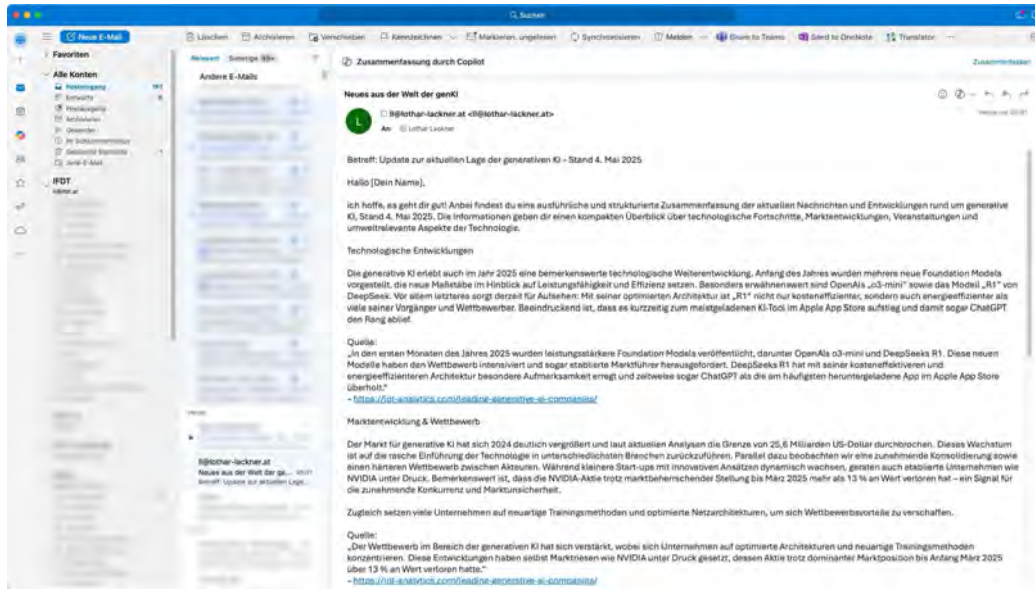 Suchen
Neue E-Mail
Löschen Archivieren Verschieben Kennzeichnen Markieren: ungelesen Synchronisieren Melden Share to Teams Send to OneNote Translator
Favoriten
Alle Konten
Posteingang
Entwürfe
Postausgang
Archivieren
Gesendet
Junk-E-Mail
IFDT
Relevant Sonstige 99+
Andere E-Mails
Heute
ll@lothar-lackner.at
Neues aus der Welt der ge...
Betreff: Update zur aktuellen Lage...
Zusammenfassung durch Copilot
Zusammenfassen
Neues aus der Welt der genKI
L
ll@lothar-lackner.at <ll@lothar-lackner.at>
An: Lothar Lackner
Betreff: Update zur aktuellen Lage der generativen KI – Stand 4. Mai 2025
Hallo [Dein Name],
ich hoffe, es geht dir gut! Anbei findest du eine ausführliche und strukturierte Zusammenfassung der aktuellen Nachrichten und Entwicklungen rund um generative
KI, Stand 4. Mai 2025. Die Informationen geben dir einen kompakten Überblick über technologische Fortschritte, Marktentwicklungen, Veranstaltungen und
umweltrelevante Aspekte der Technologie.
Technologische Entwicklungen
Die generative KI erlebt auch im Jahr 2025 eine bemerkenswerte technologische Weiterentwicklung. Anfang des Jahres wurden mehrere neue Foundation Models
vorgestellt, die neue Maßstäbe im Hinblick auf Leistungsfähigkeit und Effizienz setzen. Besonders erwähnenswert sind OpenAIs „o3-mini“ sowie das Modell „R1“ von
DeepSeek. Vor allem letzteres sorgt derzeit für Aufsehen: Mit seiner optimierten Architektur ist „R1“ nicht nur kosteneffizienter, sondern auch energieeffizienter als
viele seiner Vorgänger und Wettbewerber. Beeindruckend ist, dass es kurzzeitig zum meistgeladenen KI-Tool im Apple App Store aufstieg und damit sogar ChatGPT
den Rang ablief.
Quelle:
„In den ersten Monaten des Jahres 2025 wurden leistungsstärkere Foundation Models veröffentlicht, darunter OpenAIs o3-mini und DeepSeeks R1. Diese neuen
Modelle haben den Wettbewerb intensiviert und sogar etablierte Marktführer herausgefordert. DeepSeeks R1 hat mit seiner kosteneffektiveren und
energieeffizienteren Architektur besondere Aufmerksamkeit erregt und zeitweise sogar ChatGPT als die am häufigsten heruntergeladene App im Apple App Store
überholt.“
– https://iot-analytics.com/leading-generative-ai-companies/
Marktentwicklung & Wettbewerb
Der Markt für generative KI hat sich 2024 deutlich vergrößert und laut aktuellen Analysen die Grenze von 25,6 Milliarden US-Dollar durchbrochen. Dieses Wachstum
ist auf die rasche Einführung der Technologie in unterschiedlichsten Branchen zurückzuführen. Parallel dazu beobachten wir eine zunehmende Konsolidierung sowie
einen härteren Wettbewerb zwischen Akteuren. Während kleinere Start-ups mit innovativen Ansätzen dynamisch wachsen, geraten auch etablierte Unternehmen wie
NVIDIA unter Druck. Bemerkenswert ist, dass die NVIDIA-Aktie trotz marktbeherrschender Stellung bis März 2025 mehr als 13 % an Wert verloren hat – ein Signal für
die zunehmende Konkurrenz und Marktunsicherheit.
Zugleich setzen viele Unternehmen auf neuartige Trainingsmethoden und optimierte Netzarchitekturen, um sich Wettbewerbsvorteile zu verschaffen.
Quelle:
„Der Wettbewerb im Bereich der generativen KI hat sich verstärkt, wobei sich Unternehmen auf optimierte Architekturen und neuartige Trainingsmethoden
konzentrieren. Diese Entwicklungen haben selbst Marktriesen wie NVIDIA unter Druck gesetzt, dessen Aktie trotz dominanter Marktposition bis Anfang März 2025
über 13 % an Wert verloren hatte.“
– https://iot-analytics.com/leading-generative-ai-companies/